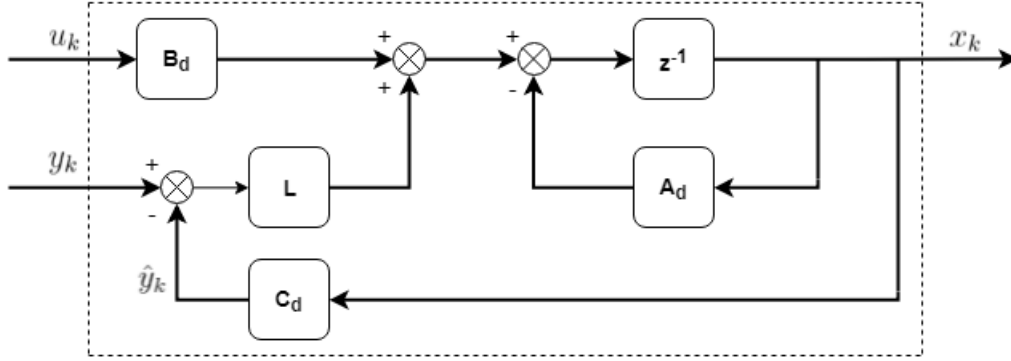 u_k
B_d
+
+
+
-
z⁻¹
x_k
y_k
+
-
L
A_d
ŷ_k
C_d